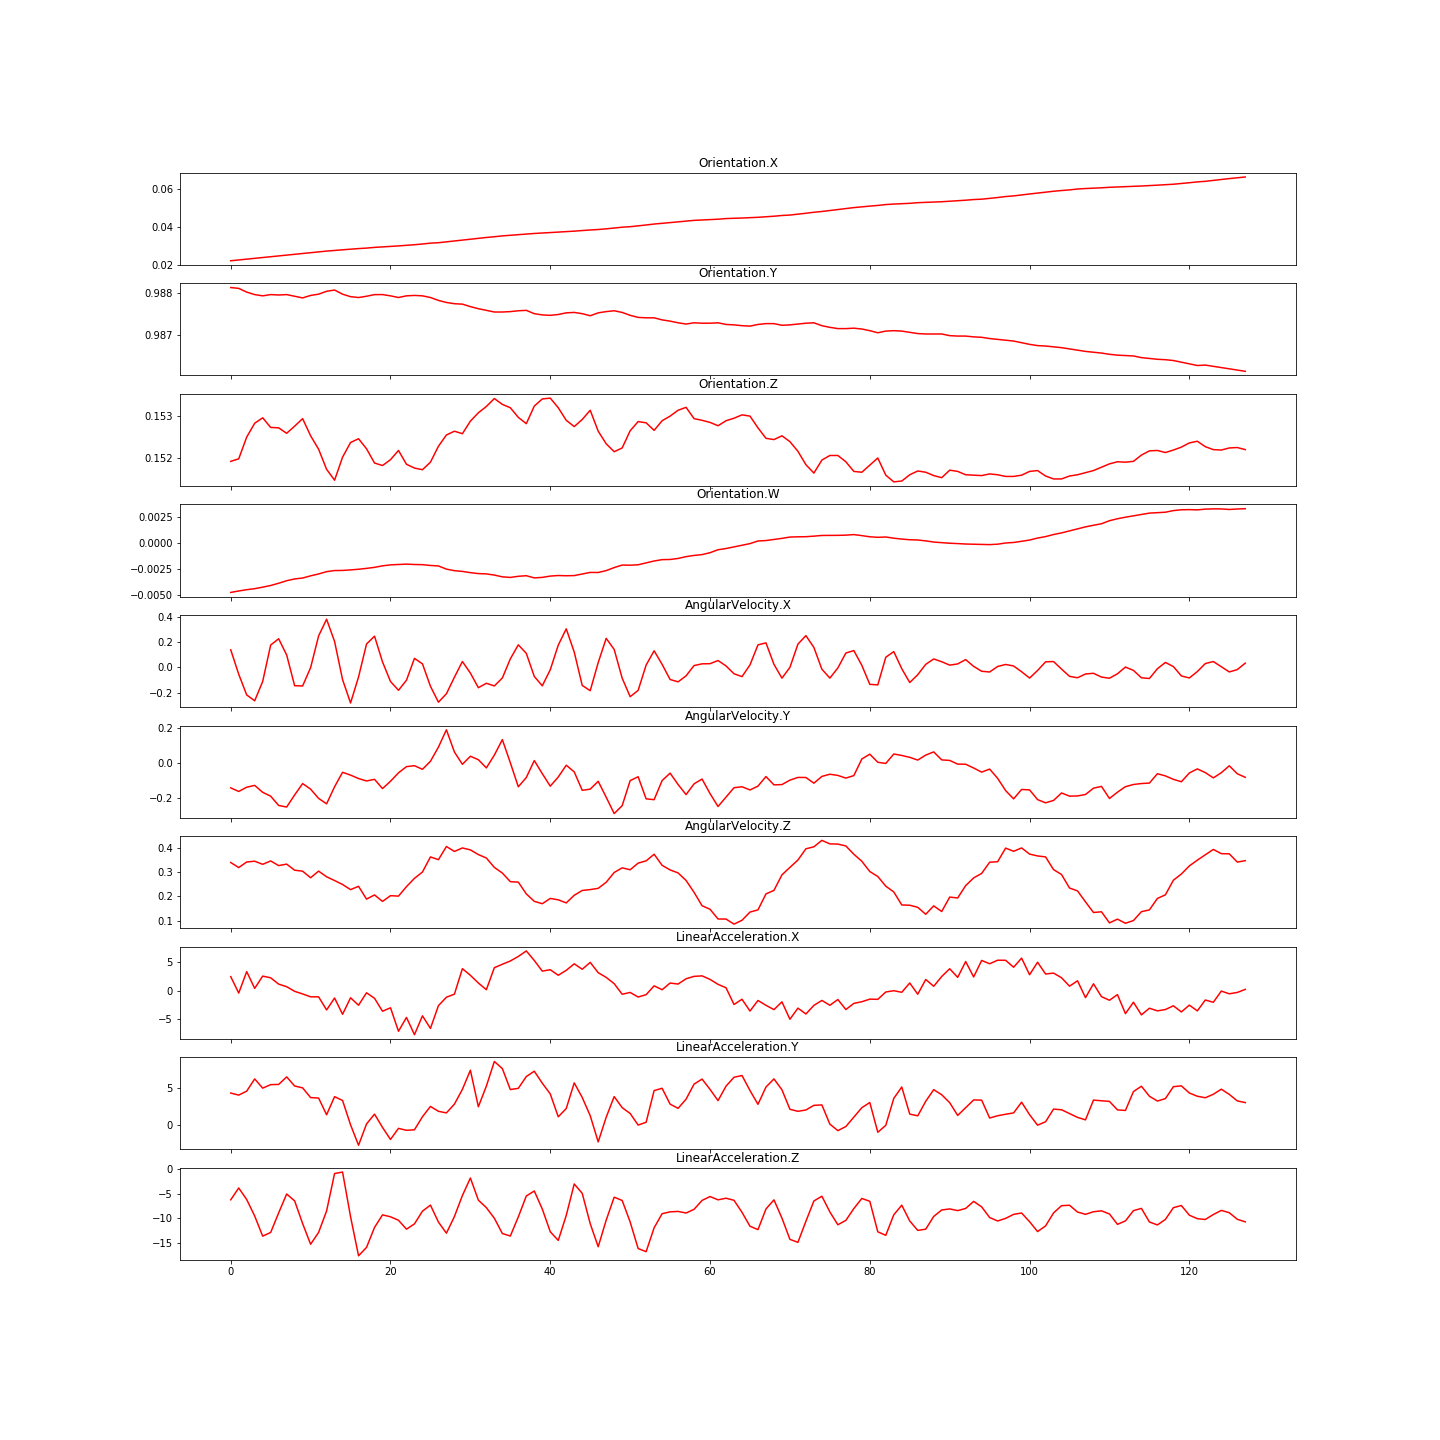 Orientation.X
0.06
0.04
0.02
Orientation.Y
0.988
0.987
Orientation.Z
0.153
0.152
Orientation.W
0.0025
0.0000
−0.0025
−0.0050
AngularVelocity.X
0.4
0.2
0.0
−0.2
AngularVelocity.Y
0.2
0.0
−0.2
AngularVelocity.Z
0.4
0.3
0.2
0.1
LinearAcceleration.X
5
0
−5
LinearAcceleration.Y
5
0
LinearAcceleration.Z
0
−5
−10
−15
0 20 40 60 80 100 120